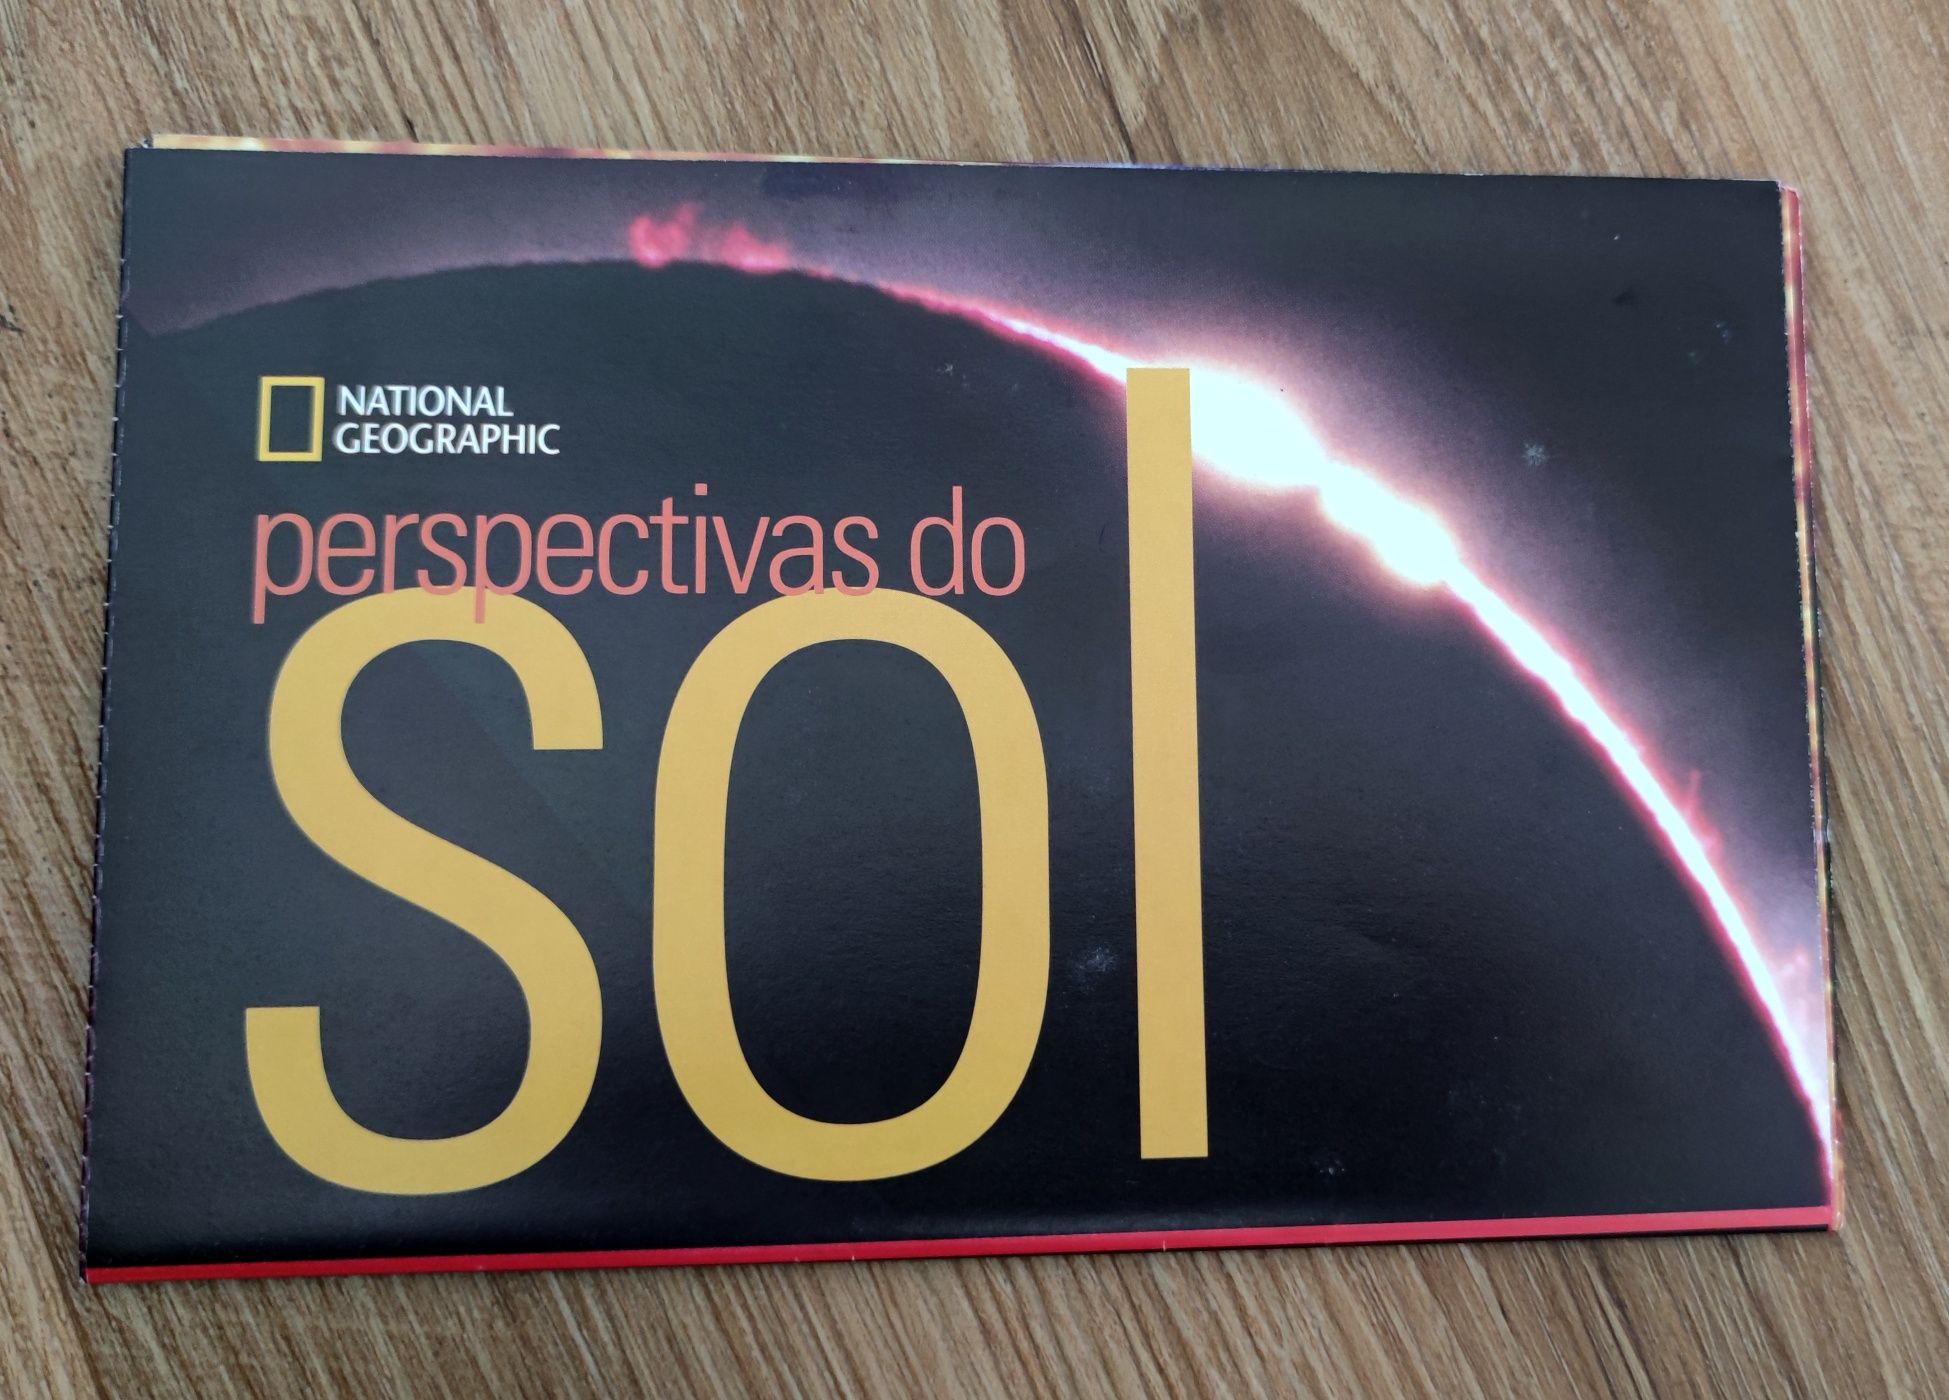 NATIONAL
GEOGRAPHIC
perspectivas do
sol